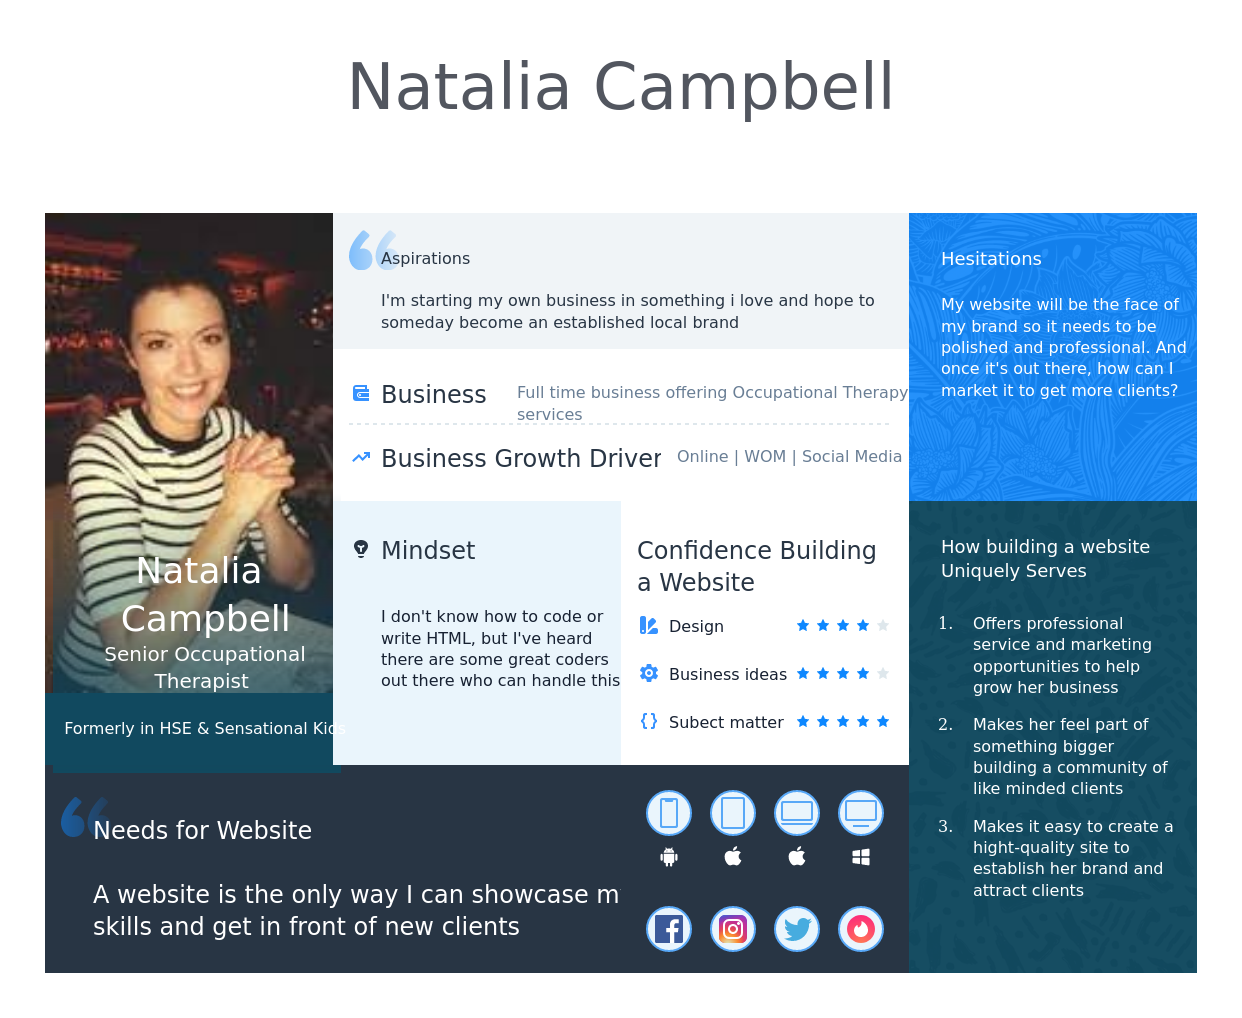 Natalia Campbell
Natalia
Campbell
Senior Occupational
Therapist
Formerly in HSE & Sensational Kids
Aspirations
I'm starting my own business in something i love and hope to
someday become an established local brand
Business
Full time business offering Occupational Therapy
services
Business Growth Driver
Online | WOM | Social Media
Mindset
I don't know how to code or
write HTML, but I've heard
there are some great coders
out there who can handle this
Confidence Building
a Website
Design
Business ideas
Subect matter
Hesitations
My website will be the face of
my brand so it needs to be
polished and professional. And
once it's out there, how can I
market it to get more clients?
How building a website
Uniquely Serves
1. Offers professional
service and marketing
opportunities to help
grow her business
2. Makes her feel part of
something bigger
building a community of
like minded clients
3. Makes it easy to create a
hight-quality site to
establish her brand and
attract clients
Needs for Website
A website is the only way I can showcase m
skills and get in front of new clients